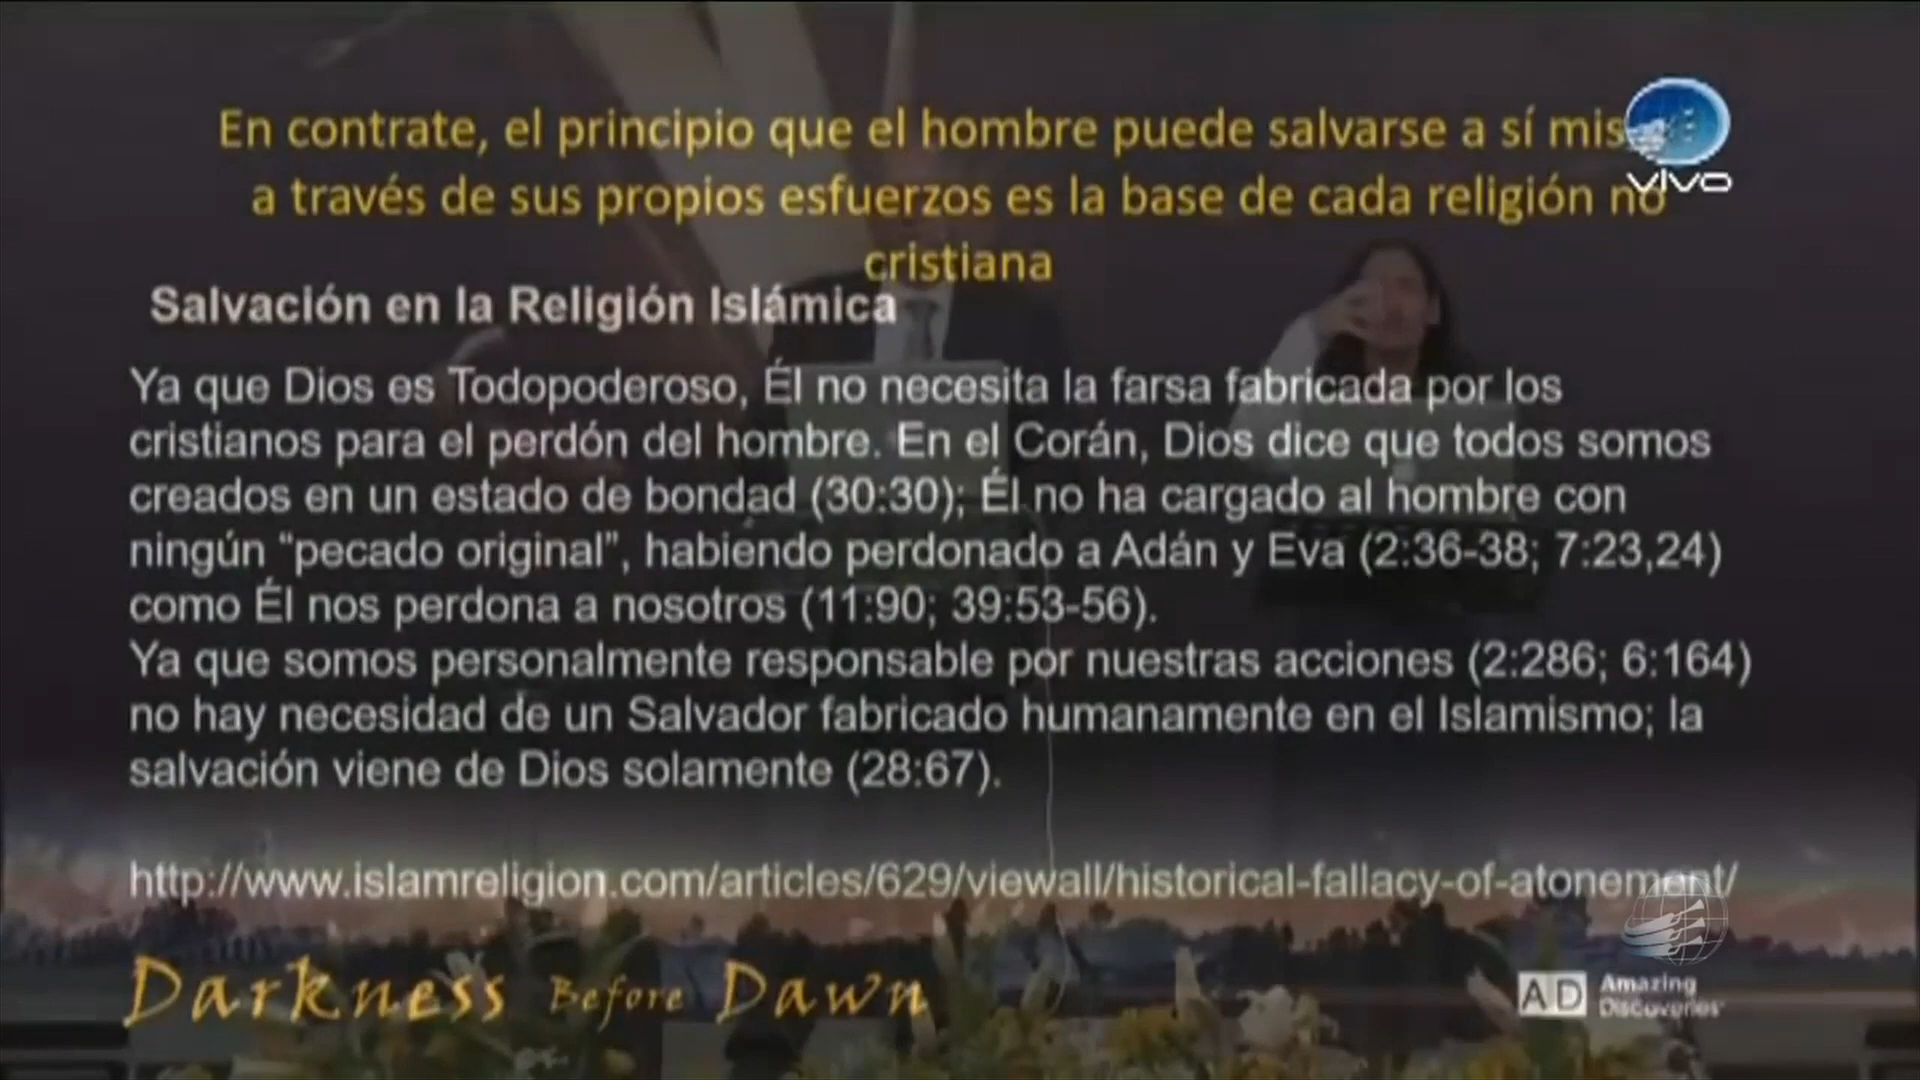 En contrate, el principio que el hombre puede salvarse a sí
VIVO
a través de sus propios esfuerzos es la base de cada religión no
cristiana
Salvación en la Religión Islámica
Ya que Dios es Todopoderoso, Él no necesita la farsa fabricada por los
cristianos para el perdón del hombre. En el Corán, Dios dice que todos somos
creados en un estado de bondad (30:30); Él no ha cargado al hombre con
ningún “pecado original”, habiendo perdonado a Adán y Eva (2:36-38; 7:23,24)
como Él nos perdona a nosotros (11:90; 39:53-56).
Ya que somos personalmente responsable por nuestras acciones (2:286; 6:164)
no hay necesidad de un Salvador fabricado humanamente en el Islamismo; la
salvación viene de Dios solamente (28:67).
http://www.islamreligion.com/articles/629/viewall/historical-fallacy-of-atonement/
Darkness Before Dawn
AD Amazing
Discoveries